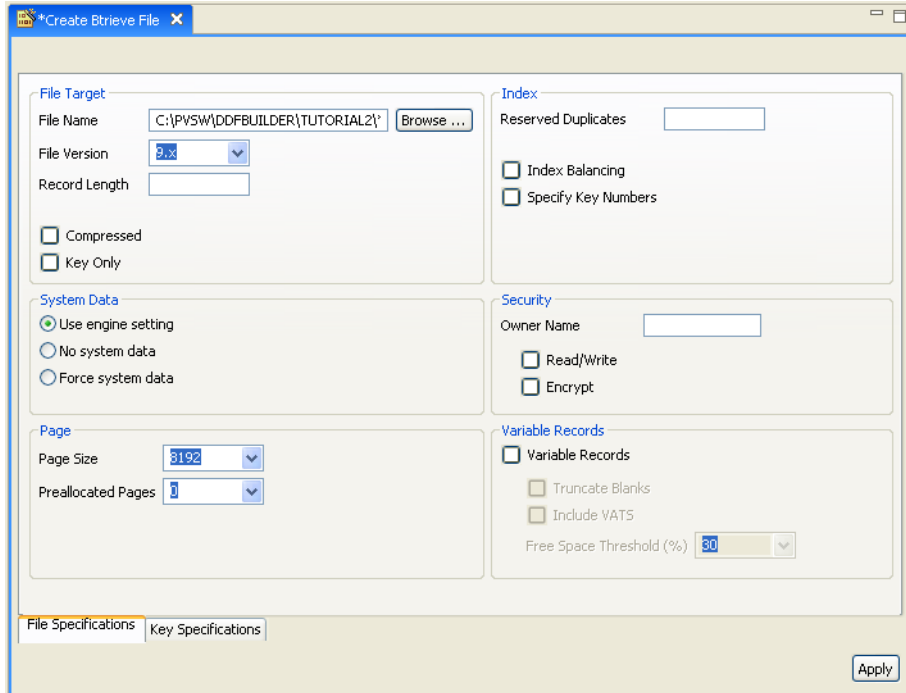 *Create Btrieve File
File Target
File Name C:\PVSW\DDFBUILDER\TUTORIAL2\ Browse ...
File Version 9.x
Record Length
Compressed
Key Only
Index
Reserved Duplicates
Index Balancing
Specify Key Numbers
System Data
Use engine setting
No system data
Force system data
Security
Owner Name
Read/Write
Encrypt
Page
Page Size 8192
Preallocated Pages 0
Variable Records
Variable Records
Truncate Blanks
Include VATS
Free Space Threshold (%) 30
File Specifications Key Specifications
Apply